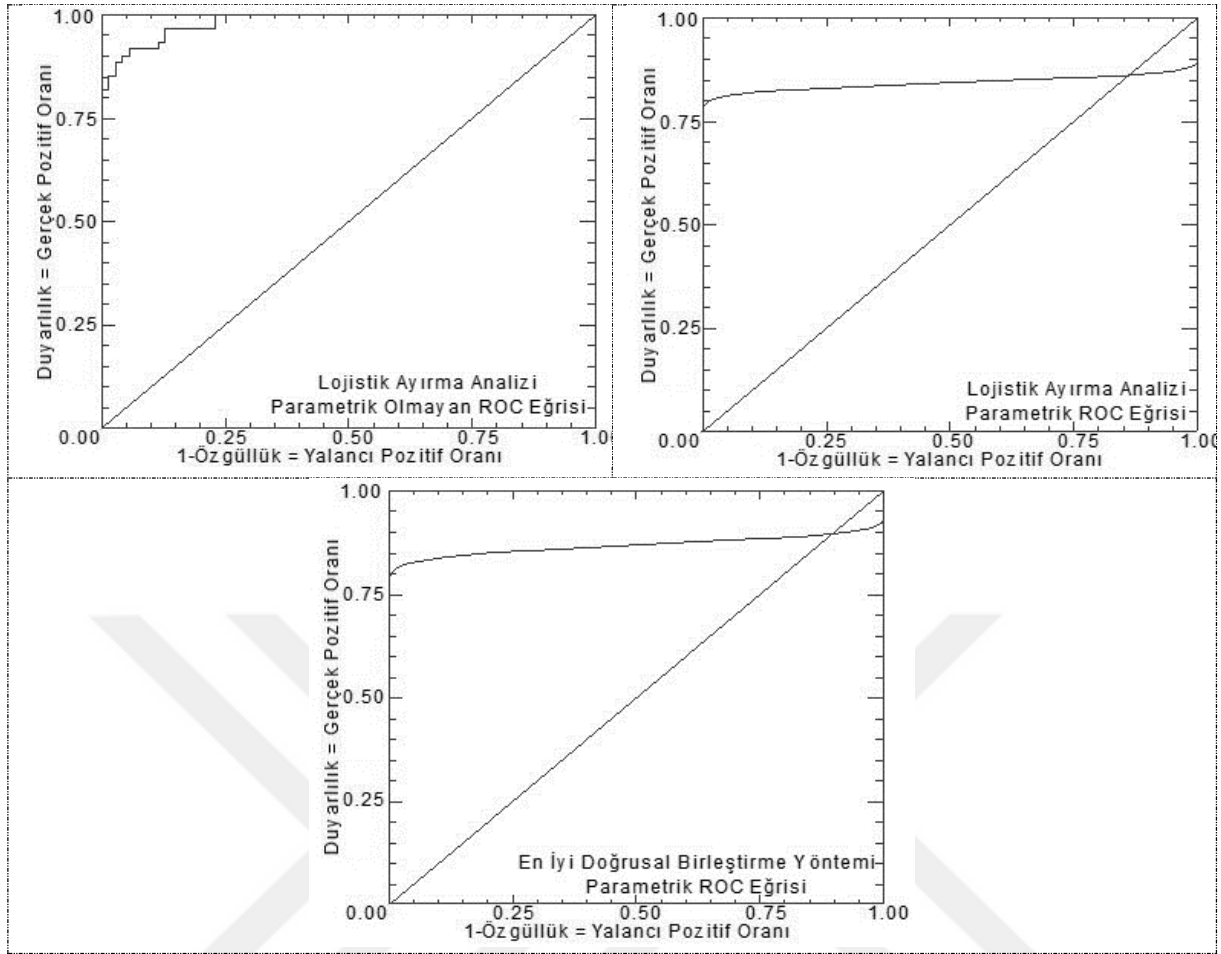 1.00
0.75
0.50
0.25
0.00
Duyarlılık = Gerçek Pozitif Oranı
Lojistik Ayırma Analizi
Parametrik Olmayan ROC Eğrisi
0.25 0.50 0.75 1.0
1-Özgüllük = Yalancı Pozitif Oranı
1.00
0.75
0.50
0.25
0.00
Duyarlılık = Gerçek Pozitif Oranı
Lojistik Ayırma Analizi
Parametrik ROC Eğrisi
0.25 0.50 0.75 1.00
1-Özgüllük = Yalancı Pozitif Oranı
1.00
0.75
0.50
0.25
0.00
Duyarlılık = Gerçek Pozitif Oranı
En İyi Doğrusal Birleştirme Yöntemi
Parametrik ROC Eğrisi
0.25 0.50 0.75 1.00
1-Özgüllük = Yalancı Pozitif Oranı